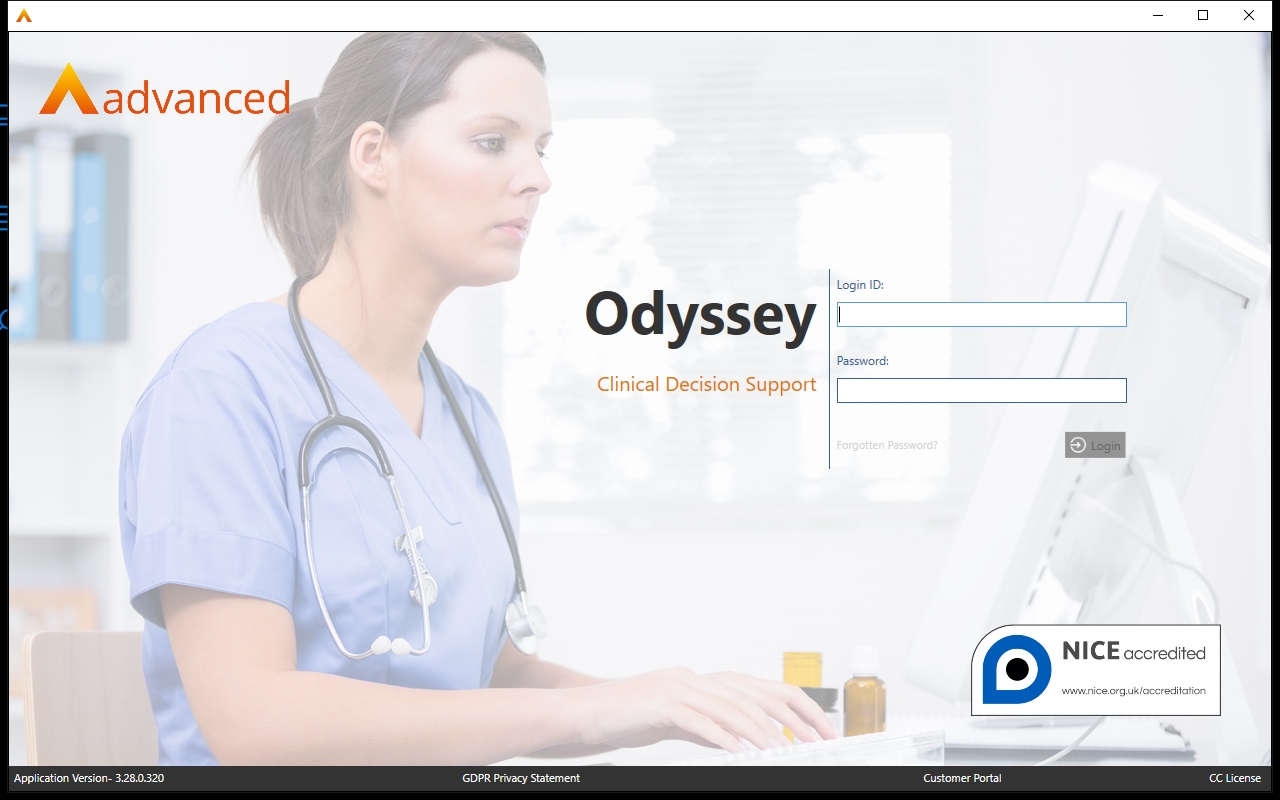 advanced
Odyssey
Clinical Decision Support
Login ID:
Password:
Forgotten Password?
Login
NICE accredited
www.nice.org.uk/accreditation
Application Version- 3.28.0.320
GDPR Privacy Statement
Customer Portal
CC License